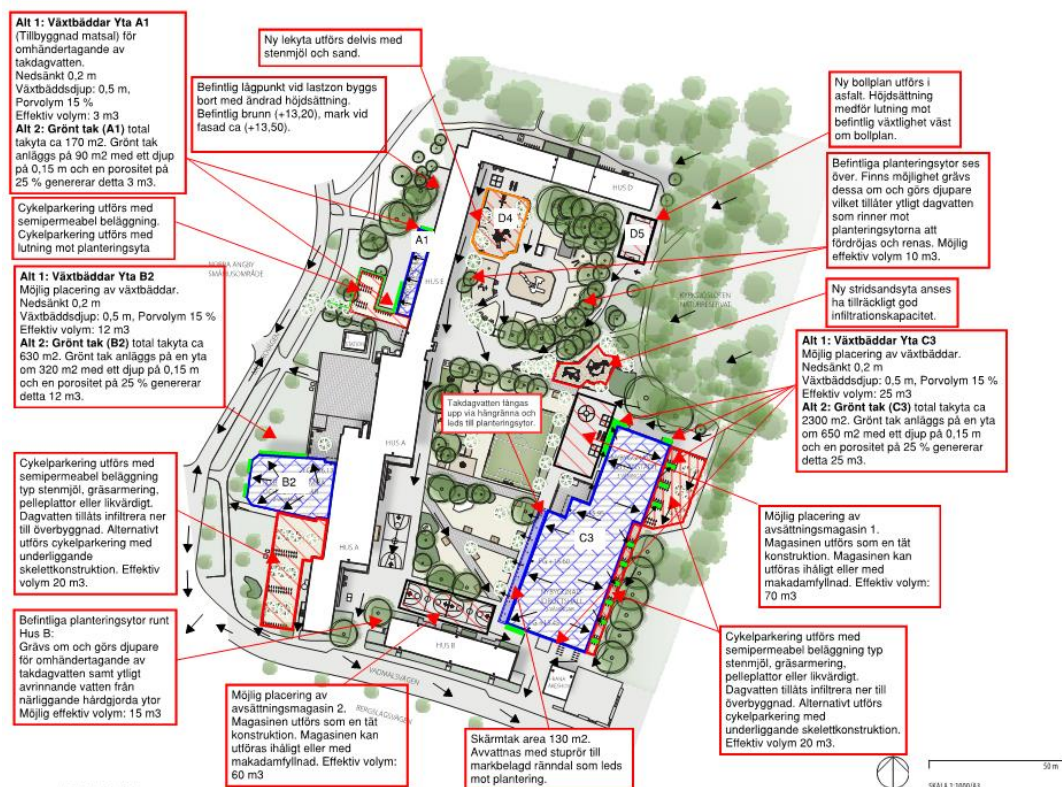 Alt 1: Växtbäddar Yta A1
(Tillbyggnad matsal) för
omhändertagande av
takdagvatten.
Nedsänkt 0,2 m
Växtbäddsdjup: 0,5 m,
Porvolym 15 %
Effektiv volym: 3 m3
Alt 2: Grönt tak (A1) total
takyta ca 170 m2. Grönt tak
anläggs på 90 m2 med ett djup
på 0,15 m och en porositet på
25 % genererar detta 3 m3.
Cykelparkering utförs med
semipermeabel beläggning.
Cykelparkering utförs med
lutning mot planteringsyta
Alt 1: Växtbäddar Yta B2
Möjlig placering av växtbäddar.
Nedsänkt 0,2 m
Växtbäddsdjup: 0,5 m, Porvolym 15 %
Effektiv volym: 12 m3
Alt 2: Grönt tak (B2) total takyta ca
630 m2. Grönt tak anläggs på en yta
om 320 m2 med ett djup på 0,15 m
och en porositet på 25 % genererar
detta 12 m3.
Cykelparkering utförs med
semipermeabel beläggning
typ stenmjöl, gräsarmering,
pelleplattor eller likvärdigt.
Dagvatten tillåts infiltrera ner
till överbyggnad. Alternativt
utförs cykelparkering med
underliggande
skelettkonstruktion. Effektiv
volym 20 m3.
Befintliga planteringsytor runt
Hus B:
Grävs om och görs djupare
för omhändertagande av
takdagvatten samt ytligt
avrinnande vatten från
närliggande hårdgjorda ytor
Möjlig effektiv volym: 15 m3
Ny lekyta utförs delvis med
stenmjöl och sand.
Befintlig lågpunkt vid lastzon byggs
bort med ändrad höjdsättning.
Befintlig brunn (+13,20), mark vid
fasad ca (+13,50).
HUS D
D4
D5
A1
HUS E
NORRA ÄNGBY
SMÅHUSOMRÅDE
KYRKSJÖLÖTEN
NATURRESERVAT
Takdagvatten fångas
upp via hängränna och
leds till planteringsytor.
HUS A
B2
HUS A
C3
HUS B
VADMALSVÄGEN
BERGSLAGSVÄGEN
Möjlig placering av
avsättningsmagasin 2.
Magasinen utförs som en tät
konstruktion. Magasinen kan
utföras ihåligt eller med
makadamfyllnad. Effektiv volym:
60 m3
Skärmtak area 130 m2.
Avvattnas med stuprör till
markbelagd ränndal som leds
mot plantering.
Ny bollplan utförs i
asfalt. Höjdsättning
medför lutning mot
befintlig växtlighet väst
om bollplan.
Befintliga planteringsytor ses
över. Finns möjlighet grävs
dessa om och görs djupare
vilket tillåter ytligt dagvatten
som rinner mot
planteringsytorna att
fördröjas och renas. Möjlig
effektiv volym 10 m3.
Ny stridsandsyta anses
ha tillräckligt god
infiltrationskapacitet.
Alt 1: Växtbäddar Yta C3
Möjlig placering av växtbäddar.
Nedsänkt 0,2 m
Växtbäddsdjup: 0,5 m, Porvolym 15 %
Effektiv volym: 25 m3
Alt 2: Grönt tak (C3) total takyta ca
2300 m2. Grönt tak anläggs på en yta
om 650 m2 med ett djup på 0,15 m
och en porositet på 25 % genererar
detta 25 m3.
Möjlig placering av
avsättningsmagasin 1.
Magasinen utförs som en tät
konstruktion. Magasinen kan
utföras ihåligt eller med
makadamfyllnad. Effektiv volym:
70 m3
Cykelparkering utförs med
semipermeabel beläggning typ
stenmjöl, gräsarmering,
pelleplattor eller likvärdigt.
Dagvatten tillåts infiltrera ner till
överbyggnad. Alternativt utförs
cykelparkering med
underliggande skelettkonstruktion.
Effektiv volym 20 m3.
50 m